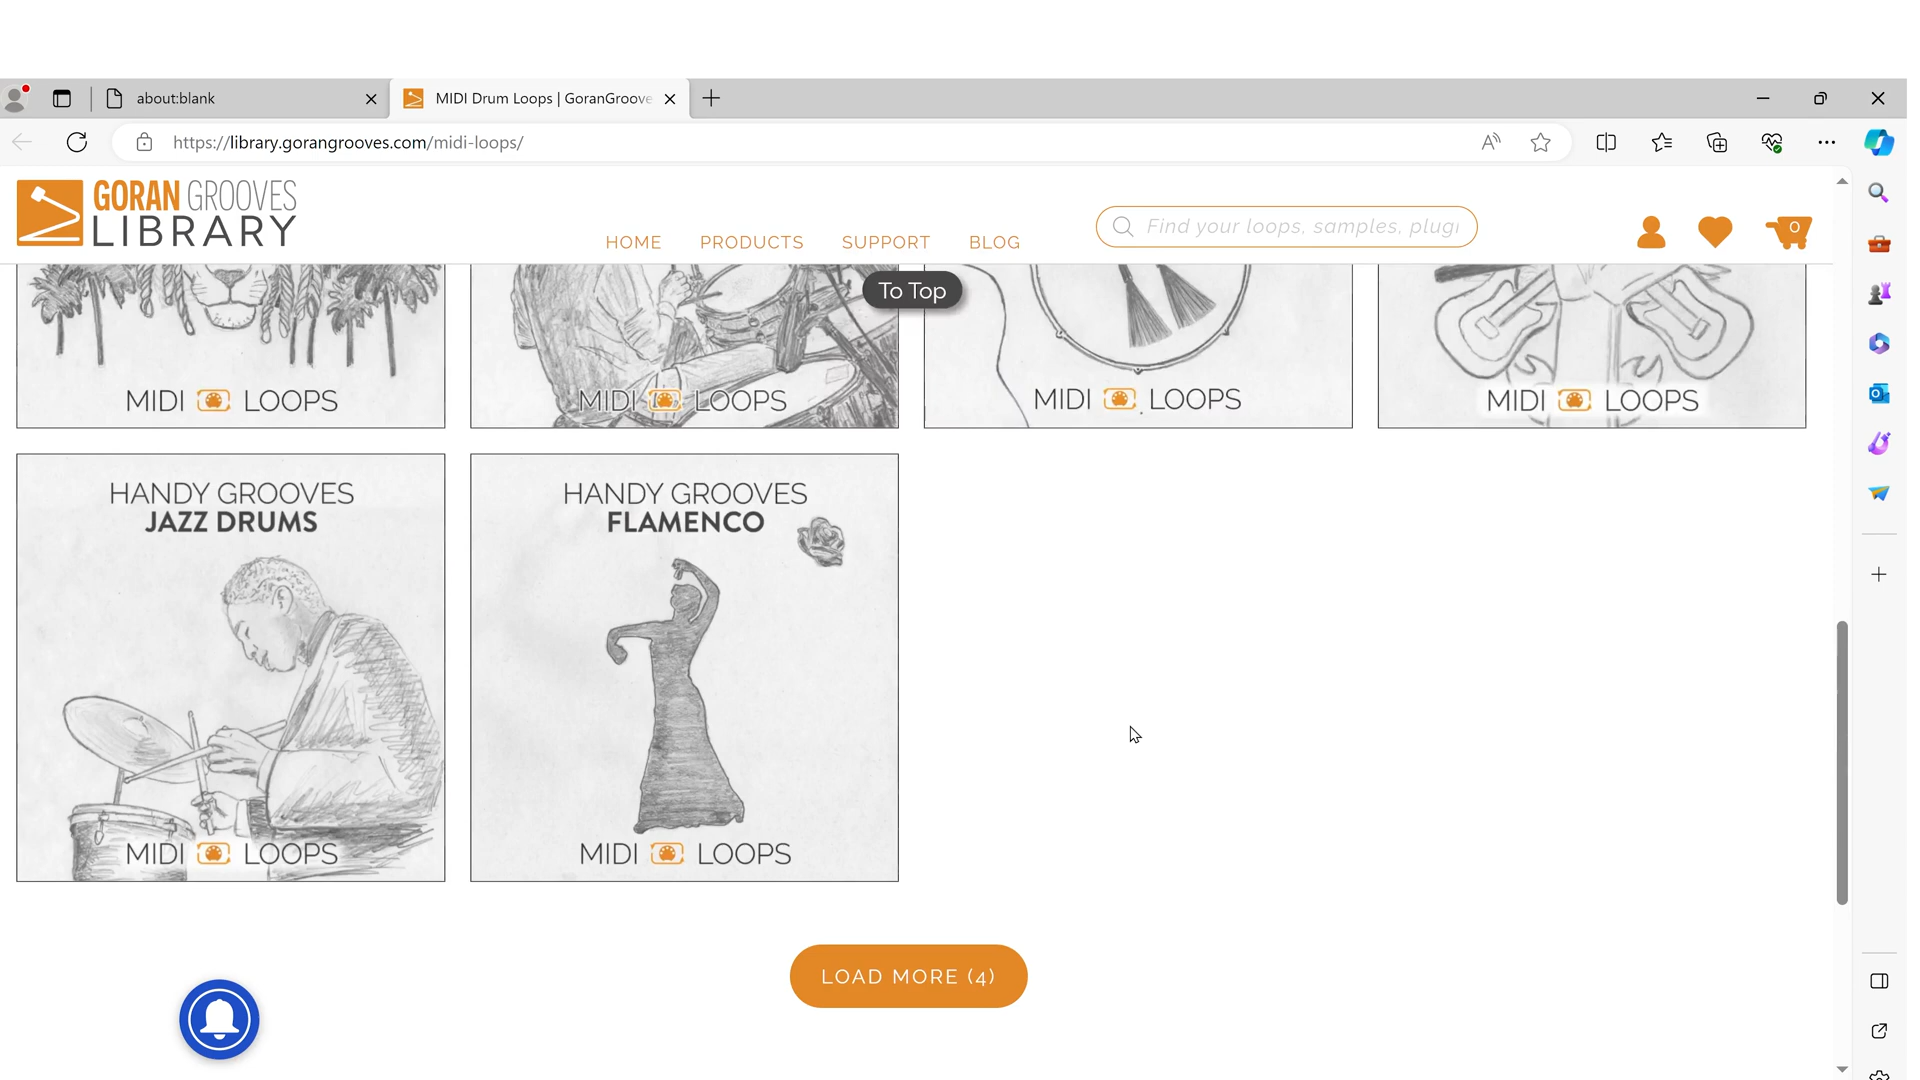 about:blank
MIDI Drum Loops | GoranGroove
https://library.gorangrooves.com/midi-loops/
GORAN GROOVES
LIBRARY
HOME
PRODUCTS
SUPPORT
BLOG
Find your loops, samples, plugi
0
To Top
MIDI LOOPS
MIDI LOOPS
MIDI LOOPS
MIDI LOOPS
HANDY GROOVES
JAZZ DRUMS
MIDI LOOPS
HANDY GROOVES
FLAMENCO
MIDI LOOPS
LOAD MORE (4)